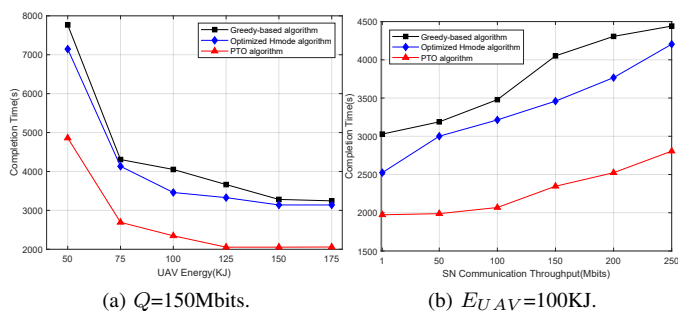 8000
7000
6000
5000
4000
3000
2000
Completion Time(s)
Greedy-based algorithm
Optimized Hmode algorithm
PTO algorithm
50 75 100 125 150 175
UAV Energy(KJ)
(a) Q=150Mbits.
4500
4000
3500
3000
2500
2000
1500
Completion Time(s)
Greedy-based algorithm
Optimized Hmode algorithm
PTO algorithm
1 50 100 150 200 250
SN Communication Throughput(Mbits)
(b) E_{UAV}=100KJ.